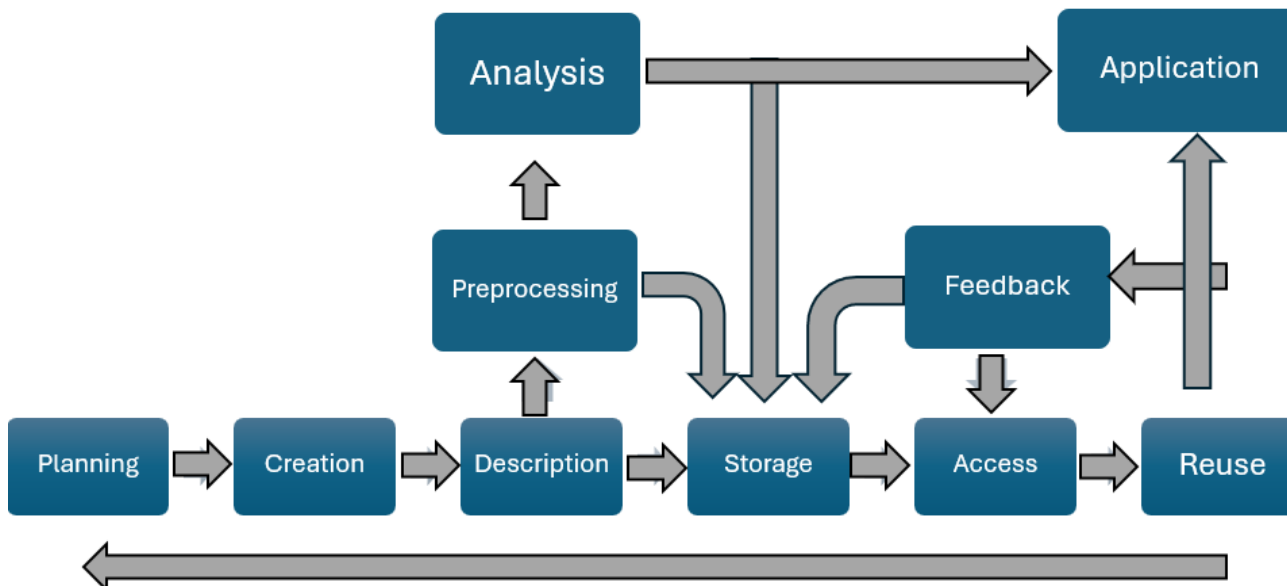 Analysis
Application
Preprocessing
Feedback
Planning
Creation
Description
Storage
Access
Reuse